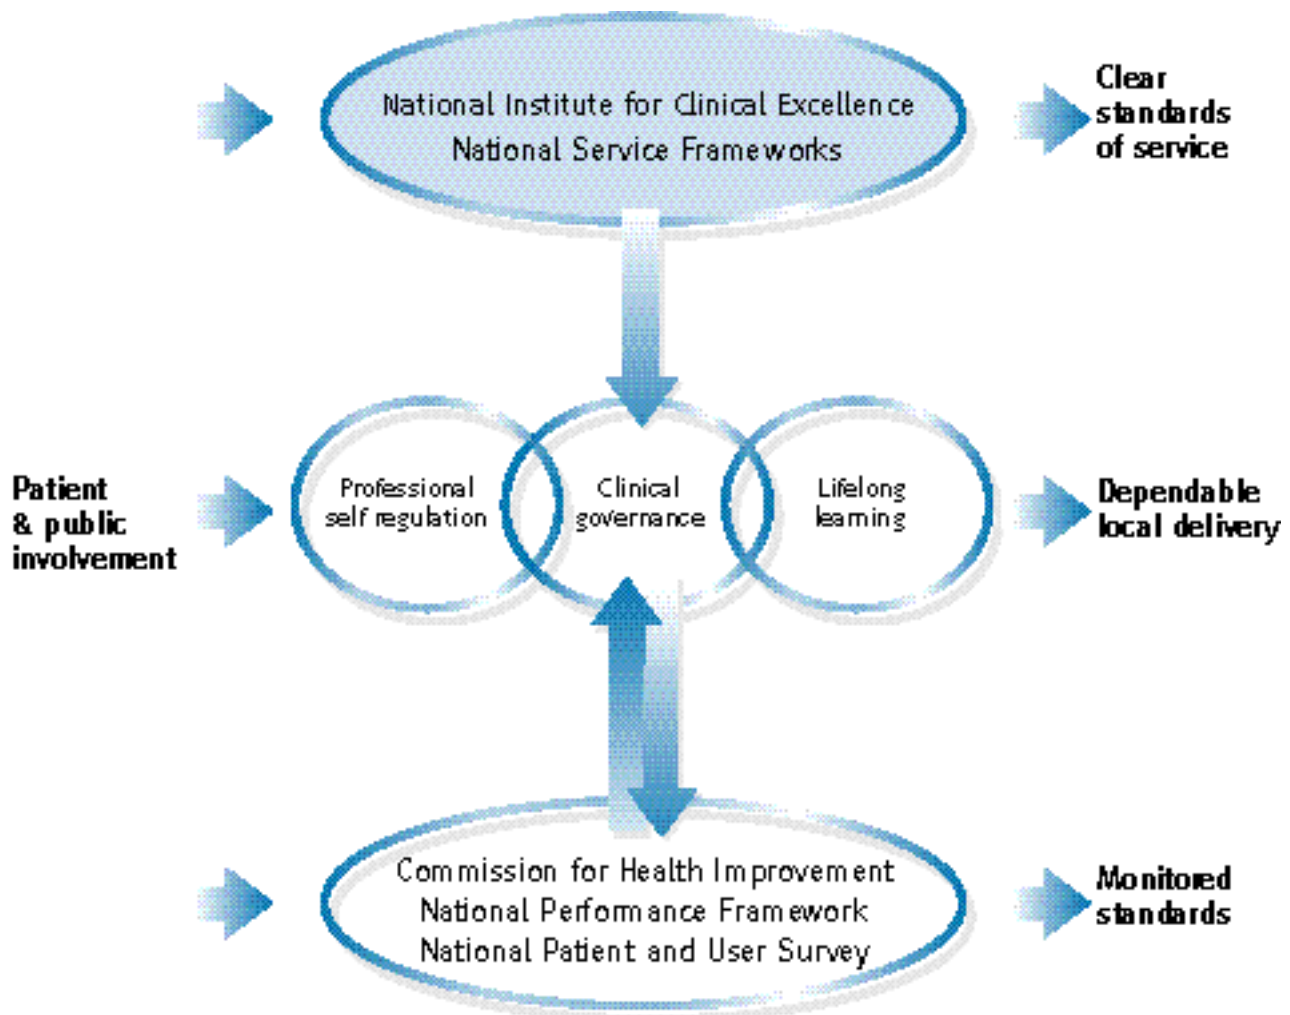 National Institute for Clinical Excellence
National Service Frameworks
Clear
standards
of service
Patient
& public
involvement
Professional
self regulation
Clinical
governance
Lifelong
learning
Dependable
local delivery
Commission for Health Improvement
National Performance Framework
National Patient and User Survey
Monitored
standards